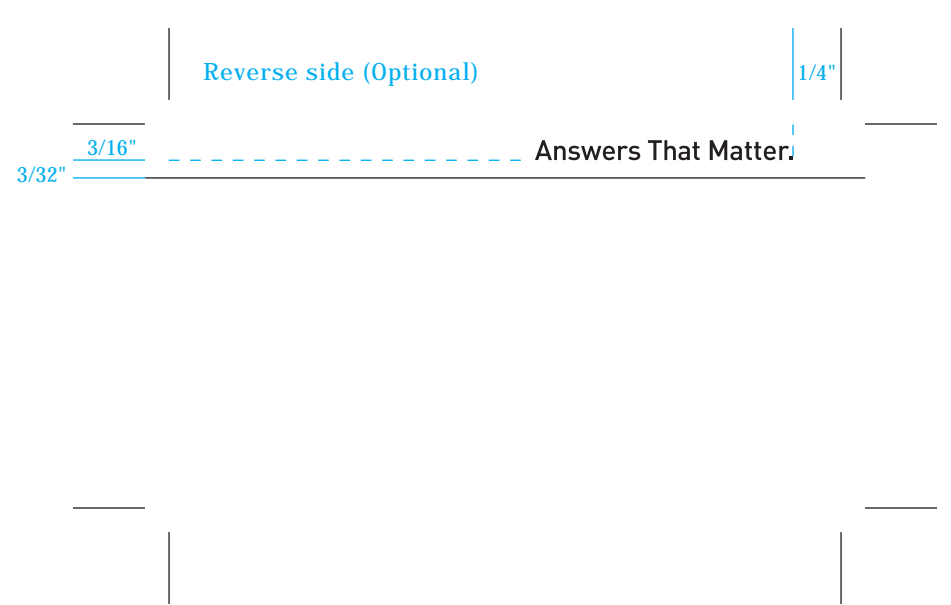 Reverse side (Optional)
1/4"
3/16"
Answers That Matter.
3/32"